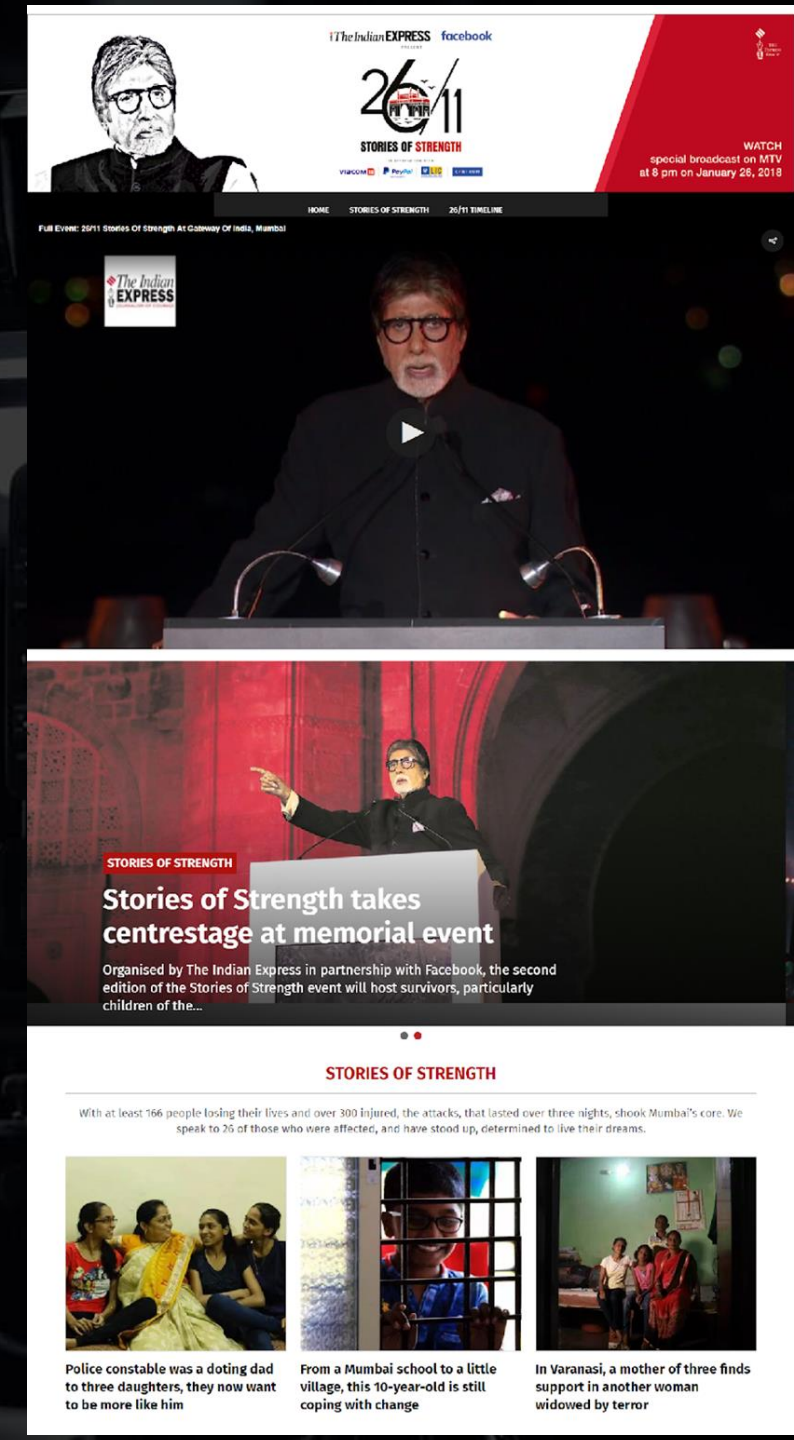 The Indian EXPRESS facebook
PRESENT
26/11
STORIES OF STRENGTH
VIACOM18 PayPal LIC
WATCH
special broadcast on MTV
at 8 pm on January 26, 2018
HOME STORIES OF STRENGTH 26/11 TIMELINE
Full Event: 26/11 Stories Of Strength At Gateway Of India, Mumbai
The Indian
EXPRESS
JOURNALISM OF COURAGE
STORIES OF STRENGTH
Stories of Strength takes
centrestage at memorial event
Organised by The Indian Express in partnership with Facebook, the second
edition of the Stories of Strength event will host survivors, particularly
children of the...
STORIES OF STRENGTH
With at least 166 people losing their lives and over 300 injured, the attacks, that lasted over three nights, shook Mumbai's core. We
speak to 26 of those who were affected, and have stood up, determined to live their dreams.
Police constable was a doting dad
to three daughters, they now want
to be more like him
From a Mumbai school to a little
village, this 10-year-old is still
coping with change
In Varanasi, a mother of three finds
support in another woman
widowed by terror